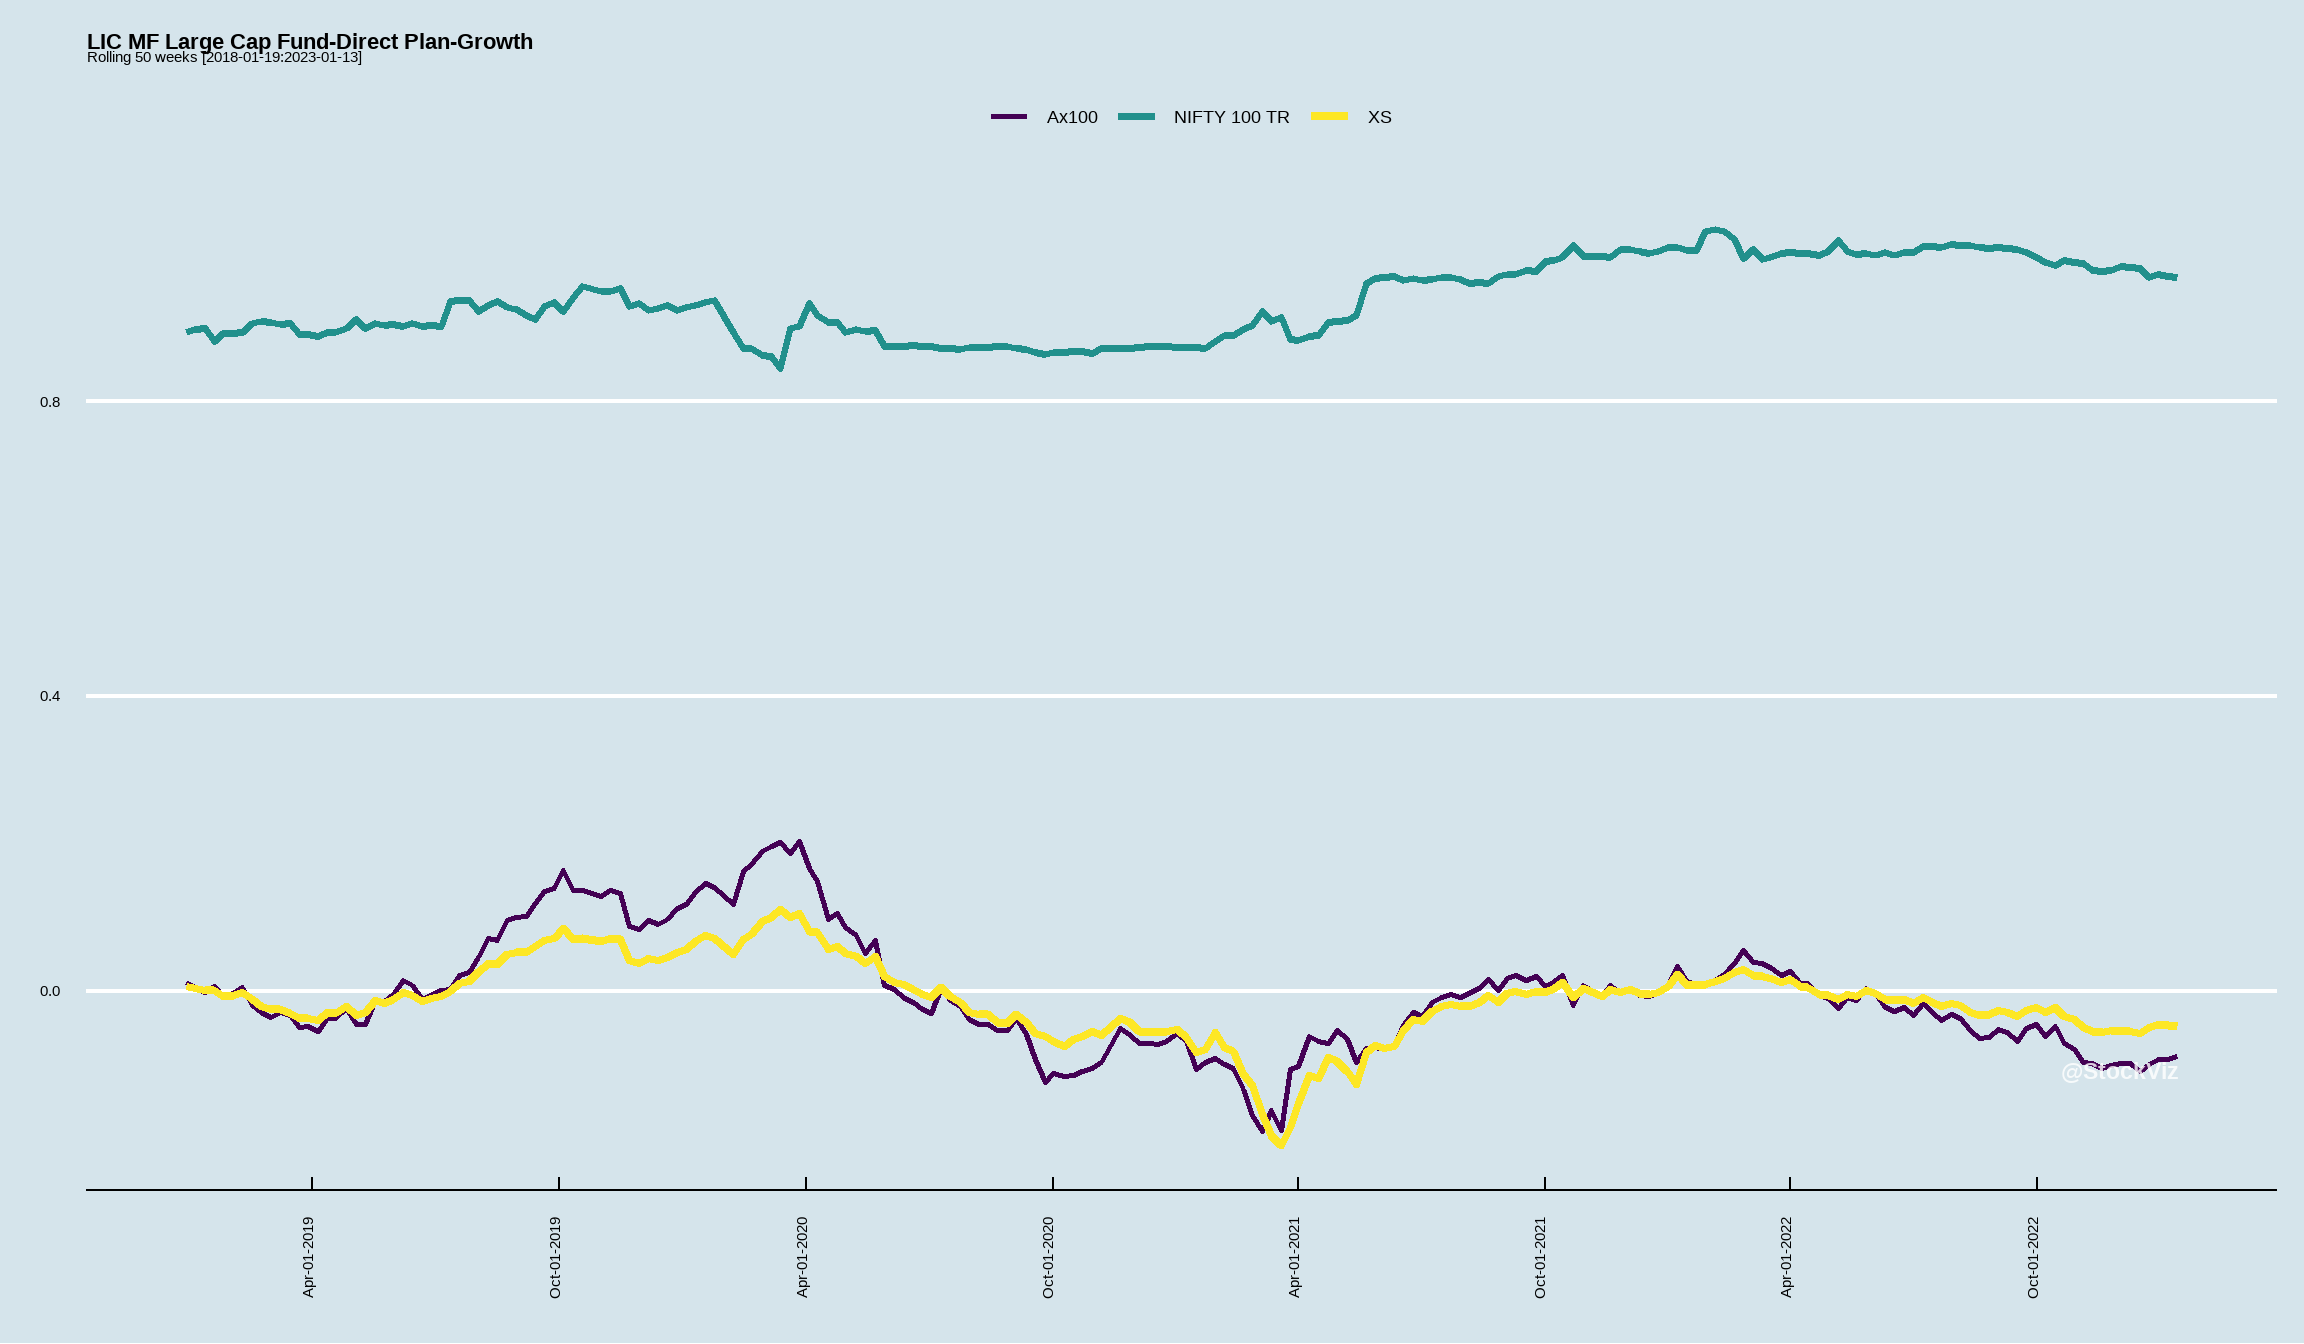 LIC MF Large Cap Fund-Direct Plan-Growth
Rolling 50 weeks [2018-01-19:2023-01-13]
Ax100 NIFTY 100 TR XS
0.8
0.4
0.0
@StockViz
Apr-01-2019 Oct-01-2019 Apr-01-2020 Oct-01-2020 Apr-01-2021 Oct-01-2021 Apr-01-2022 Oct-01-2022